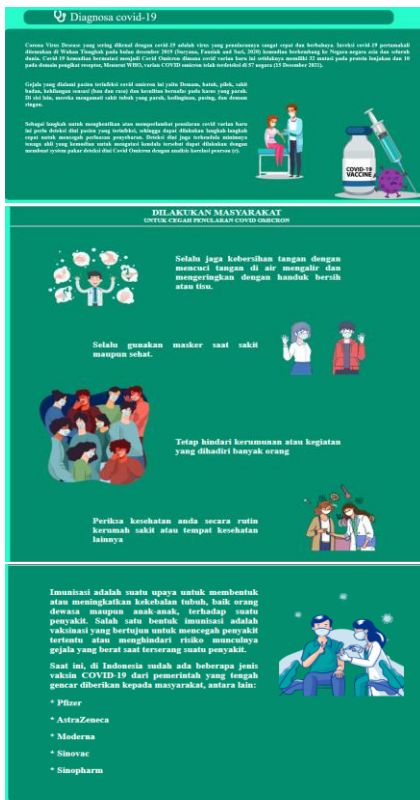 Diagnosa covid-19
Corona Virus Desease yang sering dikenal dengan covid-19 adalah virus yang penularannya sangat cepat dan berbahaya. Infeksi covid-19 pertamakali
ditemukan di Wuhan Tiongkok pada bulan desember 2019 (Suryana, Fauziah and Sari, 2020) kemudian berkembang ke Negara-negara asia dan seluruh
dunia. Covid-19 kemudian bermutasi menjadi Covid Omicron dimana covid varian baru ini setidaknya memiliki 32 mutasi pada protein lonjakan dan 10
pada domain pengikat reseptor, Menurut WHO, varian COVID omicron telah terdeteksi di 57 negara (15 Desember 2021).
Gejala yang dialami pasien terinfeksi covid omicron ini yaitu Demam, batuk, pilek, sakit
badan, kehilangan sensasi (bau dan rasa) dan kesulitan bernafas pada kasus yang parah.
Di sisi lain, mereka mengamati sakit tubuh yang parah, kedinginan, pusing, dan demam
ringan.
Sebagai langkah untuk menghentikan atau memperlambat penularan covid varian baru
ini perlu deteksi dini pasien yang terinfeksi, sehingga dapat dilakukan langkah-langkah
cepat untuk mencegah perluasan penyebaran. Deteksi dini juga terkendala minimnya
tenaga ahli yang kemudian untuk mengatasi kendala tersebut dapat dilakukan dengan
membuat system pakar deteksi dini Covid Omicron dengan analisis korelasi pearson (r).
COVID-19
VACCINE
DILAKUKAN MASYARAKAT
UNTUK CEGAH PENULARAN COVID OMICRON
Selalu jaga kebersihan tangan dengan
mencuci tangan di air mengalir dan
mengeringkan dengan handuk bersih
atau tisu.
Selalu gunakan masker saat sakit
maupun sehat.
Tetap hindari kerumunan atau kegiatan
yang dihadiri banyak orang
Periksa kesehatan anda secara rutin
kerumah sakit atau tempat kesehatan
lainnya
Imunisasi adalah suatu upaya untuk membentuk
atau meningkatkan kekebalan tubuh, baik orang
dewasa maupun anak-anak, terhadap suatu
penyakit. Salah satu bentuk imunisasi adalah
vaksinasi yang bertujun untuk mencegah penyakit
tertentu atau menghindari risiko munculnya
gejala yang berat saat terserang suatu penyakit.
Saat ini, di Indonesia sudah ada beberapa jenis
vaksin COVID-19 dari pemerintah yang tengah
gencar diberikan kepada masyarakat, antara lain:
* Pfizer
* AstraZeneca
* Moderna
* Sinovac
* Sinopharm